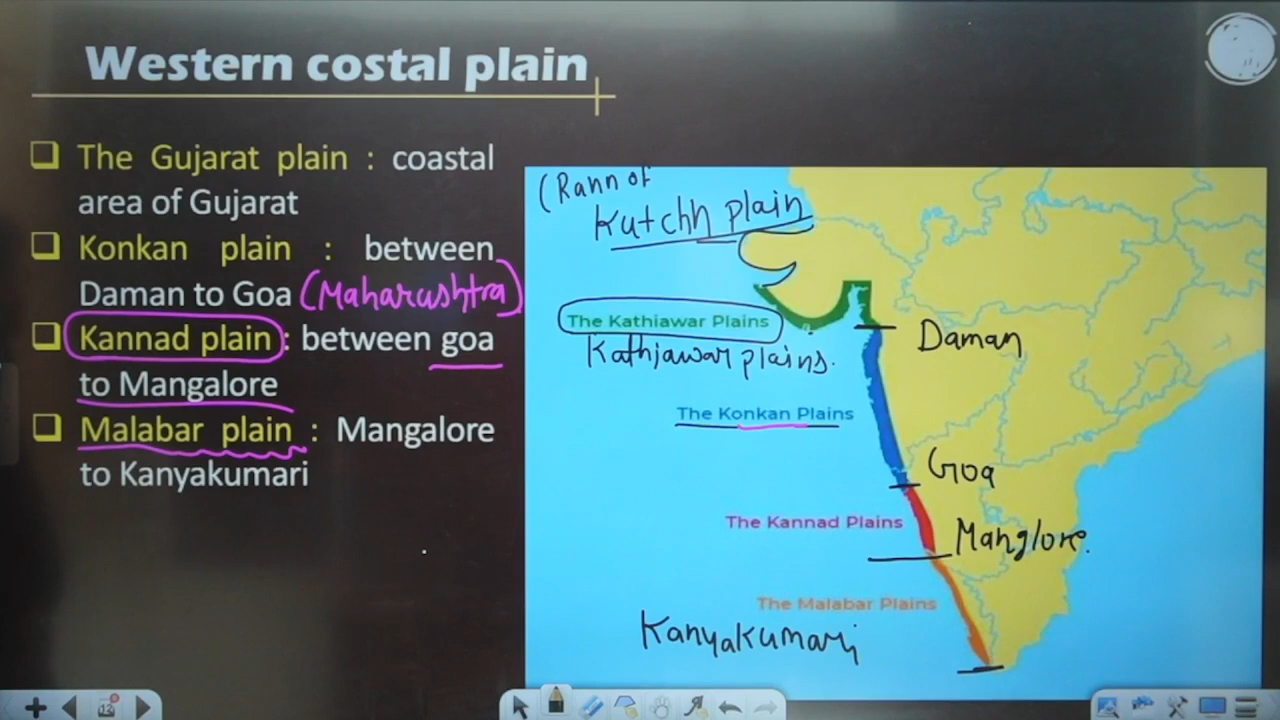 Western costal plain
❑ The Gujarat plain : coastal
area of Gujarat
❑ Konkan plain : between
Daman to Goa (Maharashtra)
❑ Kannad plain : between goa
to Mangalore
❑ Malabar plain : Mangalore
to Kanyakumari
(Rann of
Kutchh plain
The Kathiawar Plains
Kathiawar plains.
Daman
The Konkan Plains
Goa
The Kannad Plains
Manglore.
The Malabar Plains
Kanyakumari
12